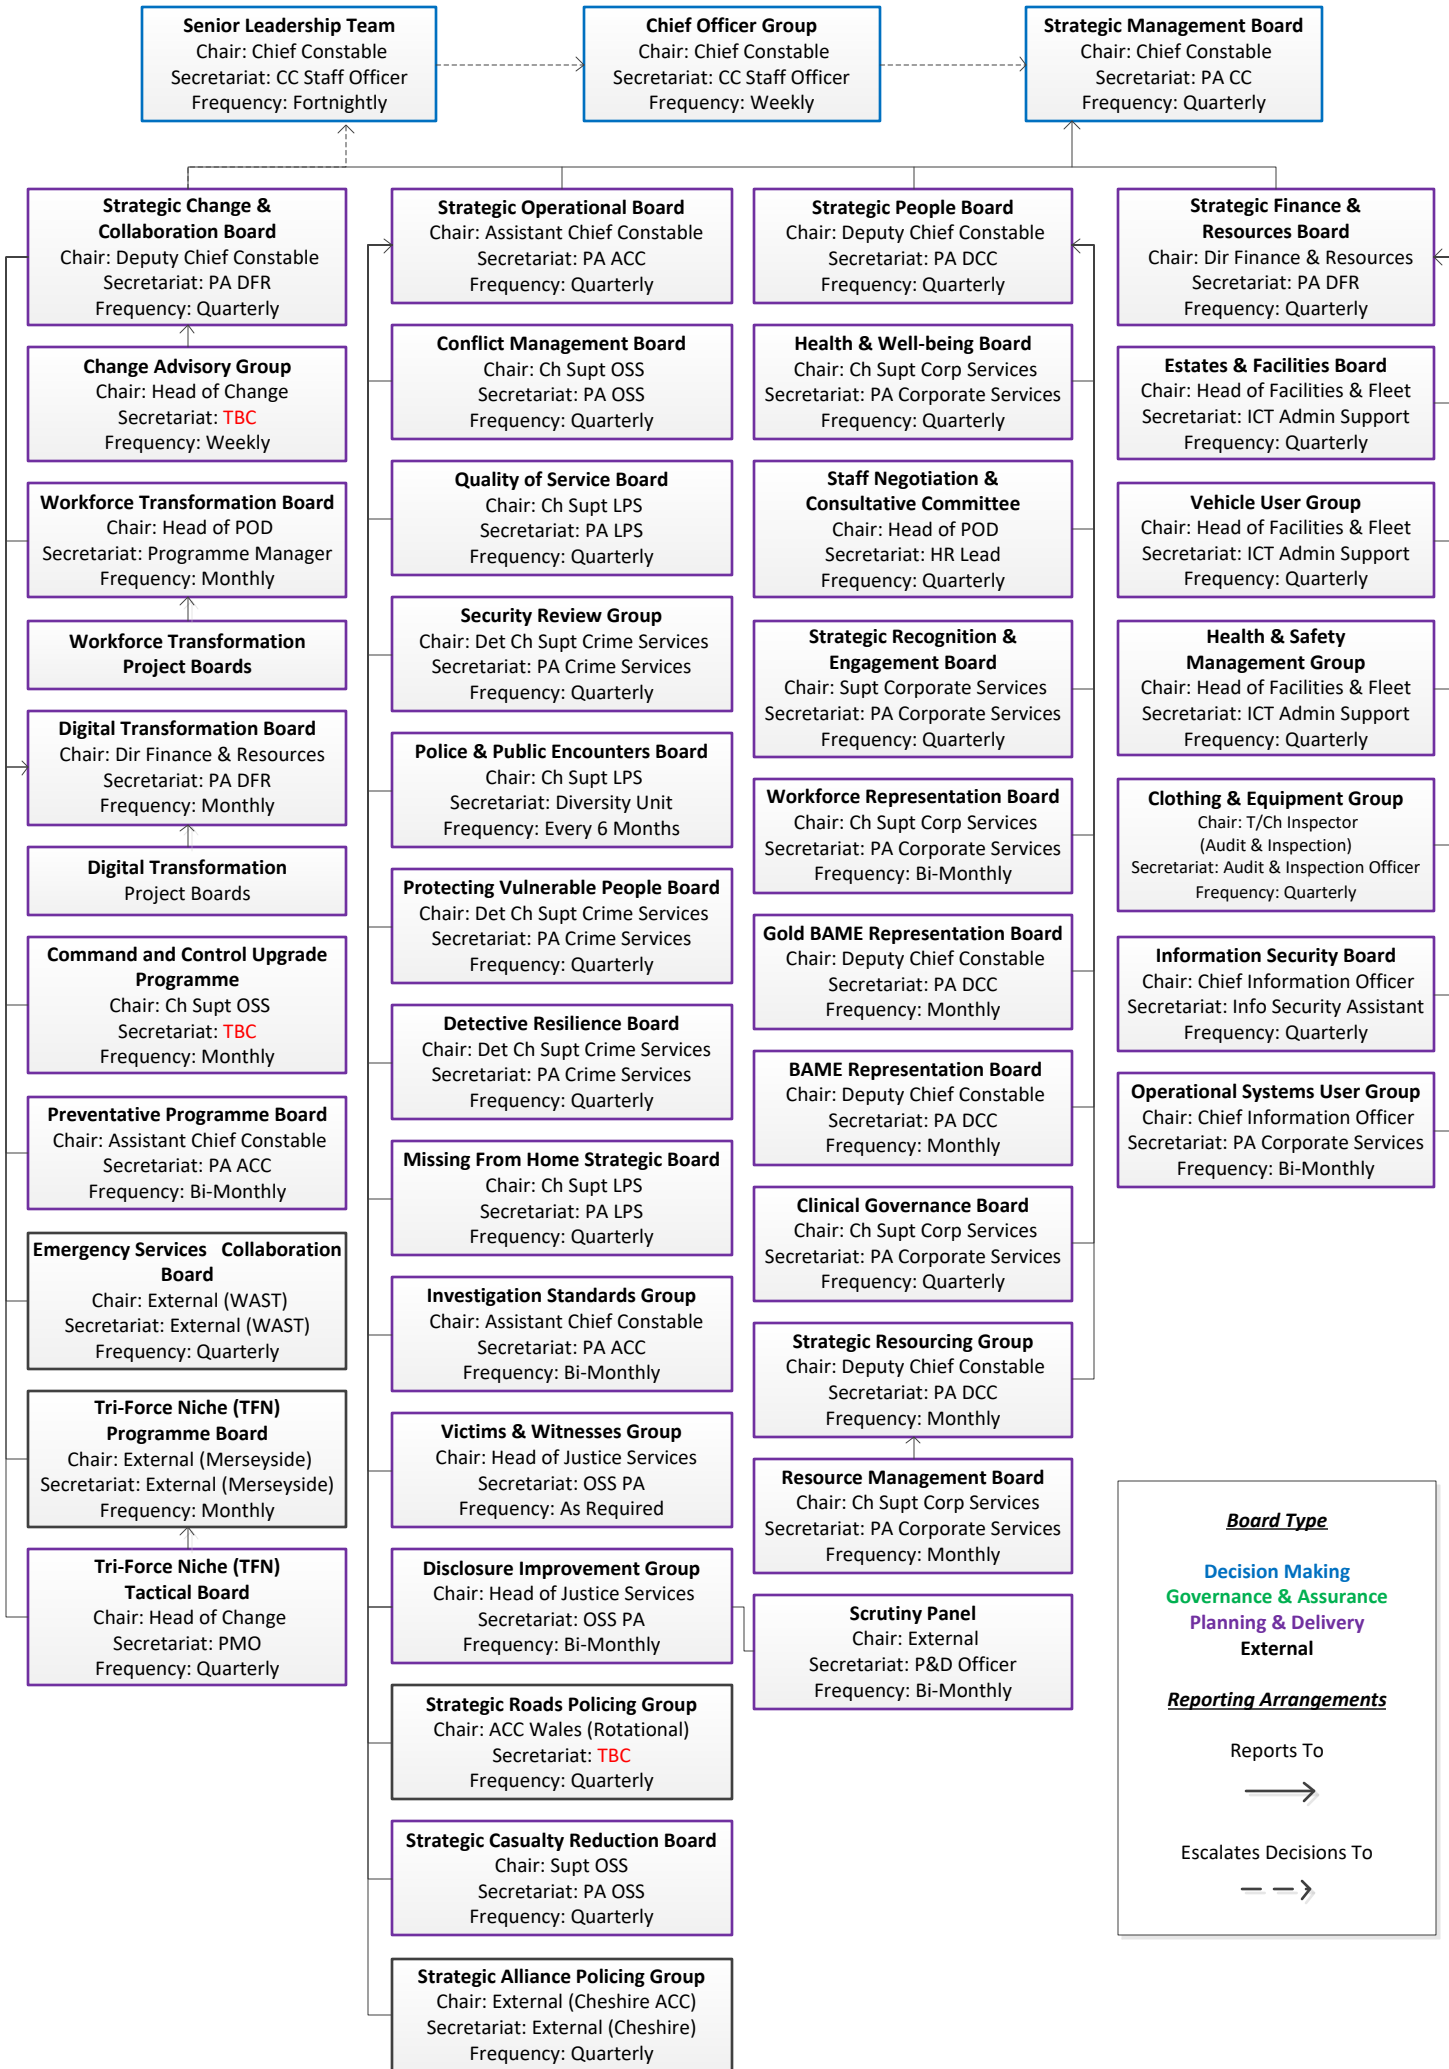 Senior Leadership Team
Chair: Chief Constable
Secretariat: CC Staff Officer
Frequency: Fortnightly
Chief Officer Group
Chair: Chief Constable
Secretariat: CC Staff Officer
Frequency: Weekly
Strategic Management Board
Chair: Chief Constable
Secretariat: PA CC
Frequency: Quarterly
Strategic Change &
Collaboration Board
Chair: Deputy Chief Constable
Secretariat: PA DFR
Frequency: Quarterly
Change Advisory Group
Chair: Head of Change
Secretariat: TBC
Frequency: Weekly
Workforce Transformation Board
Chair: Head of POD
Secretariat: Programme Manager
Frequency: Monthly
Workforce Transformation
Project Boards
Digital Transformation Board
Chair: Dir Finance & Resources
Secretariat: PA DFR
Frequency: Monthly
Digital Transformation
Project Boards
Command and Control Upgrade
Programme
Chair: Ch Supt OSS
Secretariat: TBC
Frequency: Monthly
Preventative Programme Board
Chair: Assistant Chief Constable
Secretariat: PA ACC
Frequency: Bi-Monthly
Emergency Services Collaboration
Board
Chair: External (WAST)
Secretariat: External (WAST)
Frequency: Quarterly
Tri-Force Niche (TFN)
Programme Board
Chair: External (Merseyside)
Secretariat: External (Merseyside)
Frequency: Monthly
Tri-Force Niche (TFN)
Tactical Board
Chair: Head of Change
Secretariat: PMO
Frequency: Quarterly
Strategic Operational Board
Chair: Assistant Chief Constable
Secretariat: PA ACC
Frequency: Quarterly
Conflict Management Board
Chair: Ch Supt OSS
Secretariat: PA OSS
Frequency: Quarterly
Quality of Service Board
Chair: Ch Supt LPS
Secretariat: PA LPS
Frequency: Quarterly
Security Review Group
Chair: Det Ch Supt Crime Services
Secretariat: PA Crime Services
Frequency: Quarterly
Police & Public Encounters Board
Chair: Ch Supt LPS
Secretariat: Diversity Unit
Frequency: Every 6 Months
Protecting Vulnerable People Board
Chair: Det Ch Supt Crime Services
Secretariat: PA Crime Services
Frequency: Quarterly
Detective Resilience Board
Chair: Det Ch Supt Crime Services
Secretariat: PA Crime Services
Frequency: Quarterly
Missing From Home Strategic Board
Chair: Ch Supt LPS
Secretariat: PA LPS
Frequency: Quarterly
Investigation Standards Group
Chair: Assistant Chief Constable
Secretariat: PA ACC
Frequency: Bi-Monthly
Victims & Witnesses Group
Chair: Head of Justice Services
Secretariat: OSS PA
Frequency: As Required
Disclosure Improvement Group
Chair: Head of Justice Services
Secretariat: OSS PA
Frequency: Bi-Monthly
Strategic Roads Policing Group
Chair: ACC Wales (Rotational)
Secretariat: TBC
Frequency: Quarterly
Strategic Casualty Reduction Board
Chair: Supt OSS
Secretariat: PA OSS
Frequency: Quarterly
Strategic Alliance Policing Group
Chair: External (Cheshire ACC)
Secretariat: External (Cheshire)
Frequency: Quarterly
Strategic People Board
Chair: Deputy Chief Constable
Secretariat: PA DCC
Frequency: Quarterly
Health & Well-being Board
Chair: Ch Supt Corp Services
Secretariat: PA Corporate Services
Frequency: Quarterly
Staff Negotiation &
Consultative Committee
Chair: Head of POD
Secretariat: HR Lead
Frequency: Quarterly
Strategic Recognition &
Engagement Board
Chair: Supt Corporate Services
Secretariat: PA Corporate Services
Frequency: Quarterly
Workforce Representation Board
Chair: Ch Supt Corp Services
Secretariat: PA Corporate Services
Frequency: Bi-Monthly
Gold BAME Representation Board
Chair: Deputy Chief Constable
Secretariat: PA DCC
Frequency: Monthly
BAME Representation Board
Chair: Deputy Chief Constable
Secretariat: PA DCC
Frequency: Monthly
Clinical Governance Board
Chair: Ch Supt Corp Services
Secretariat: PA Corporate Services
Frequency: Quarterly
Strategic Resourcing Group
Chair: Deputy Chief Constable
Secretariat: PA DCC
Frequency: Monthly
Resource Management Board
Chair: Ch Supt Corp Services
Secretariat: PA Corporate Services
Frequency: Monthly
Scrutiny Panel
Chair: External
Secretariat: P&D Officer
Frequency: Bi-Monthly
Strategic Finance &
Resources Board
Chair: Dir Finance & Resources
Secretariat: PA DFR
Frequency: Quarterly
Estates & Facilities Board
Chair: Head of Facilities & Fleet
Secretariat: ICT Admin Support
Frequency: Quarterly
Vehicle User Group
Chair: Head of Facilities & Fleet
Secretariat: ICT Admin Support
Frequency: Quarterly
Health & Safety
Management Group
Chair: Head of Facilities & Fleet
Secretariat: ICT Admin Support
Frequency: Quarterly
Clothing & Equipment Group
Chair: T/Ch Inspector
(Audit & Inspection)
Secretariat: Audit & Inspection Officer
Frequency: Quarterly
Information Security Board
Chair: Chief Information Officer
Secretariat: Info Security Assistant
Frequency: Quarterly
Operational Systems User Group
Chair: Chief Information Officer
Secretariat: PA Corporate Services
Frequency: Bi-Monthly
Board Type
Decision Making
Governance & Assurance
Planning & Delivery
External
Reporting Arrangements
Reports To
Escalates Decisions To